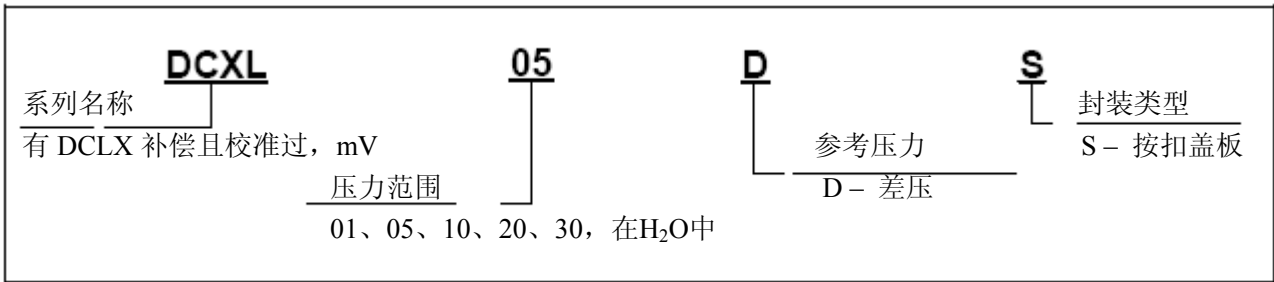 DCXL 05 D S
系列名称
有 DCLX 补偿且校准过，mV
压力范围
01、05、10、20、30，在H₂O中
参考压力
D – 差压
封装类型
S – 按扣盖板